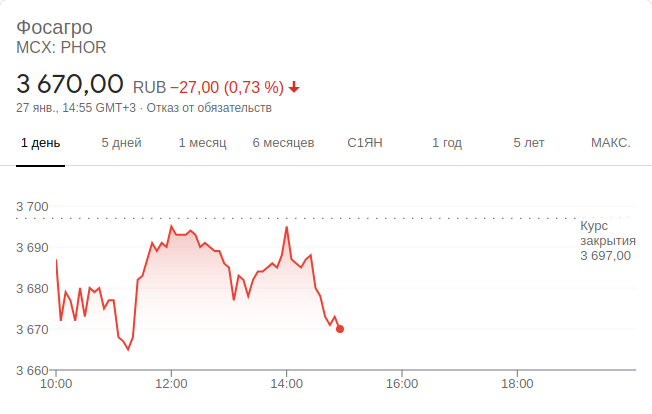 Фосагро
MCX: PHOR
3 670,00 RUB −27,00 (0,73 %)
27 янв., 14:55 GMT+3 · Отказ от обязательств
1 день 5 дней 1 месяц 6 месяцев С1ЯН 1 год 5 лет МАКС.
3 700
Курс
закрытия
3 697,00
3 690
3 680
3 670
3 660
10:00 12:00 14:00 16:00 18:00